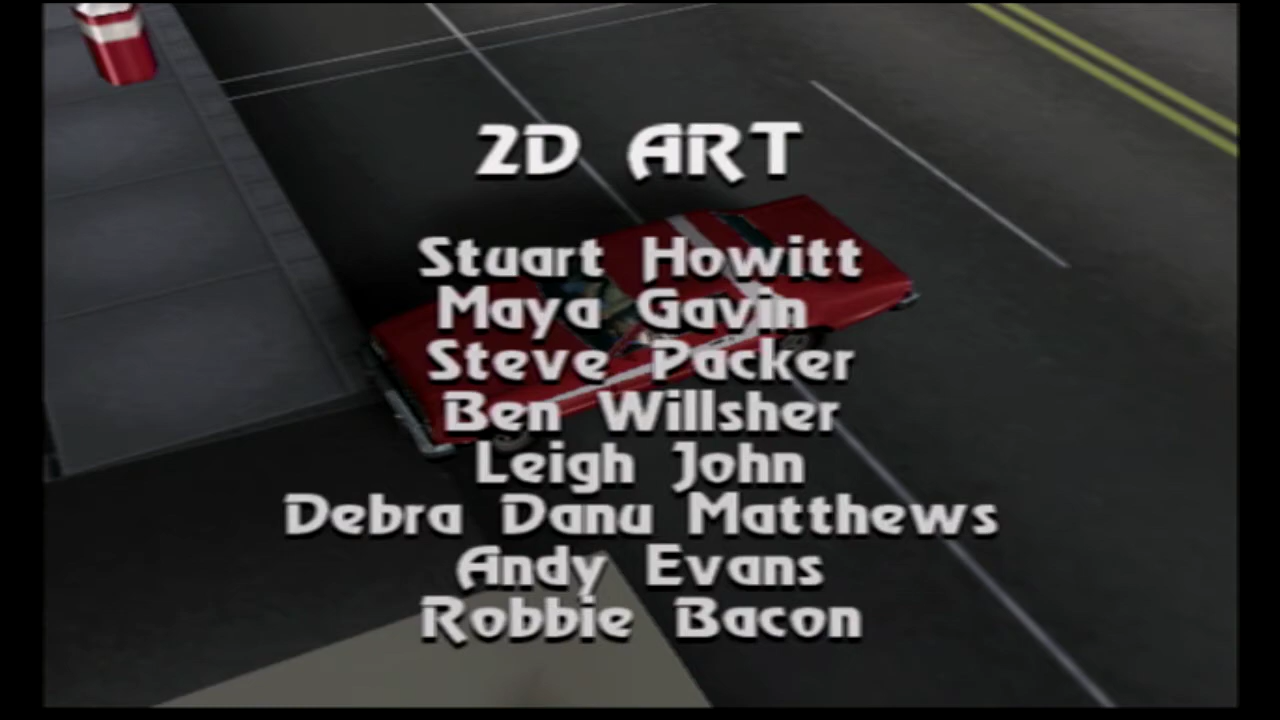 2D ART
Stuart Howitt
Maya Gavin
Steve Packer
Ben Willsher
Leigh John
Debra Danu Matthews
Andy Evans
Robbie Bacon